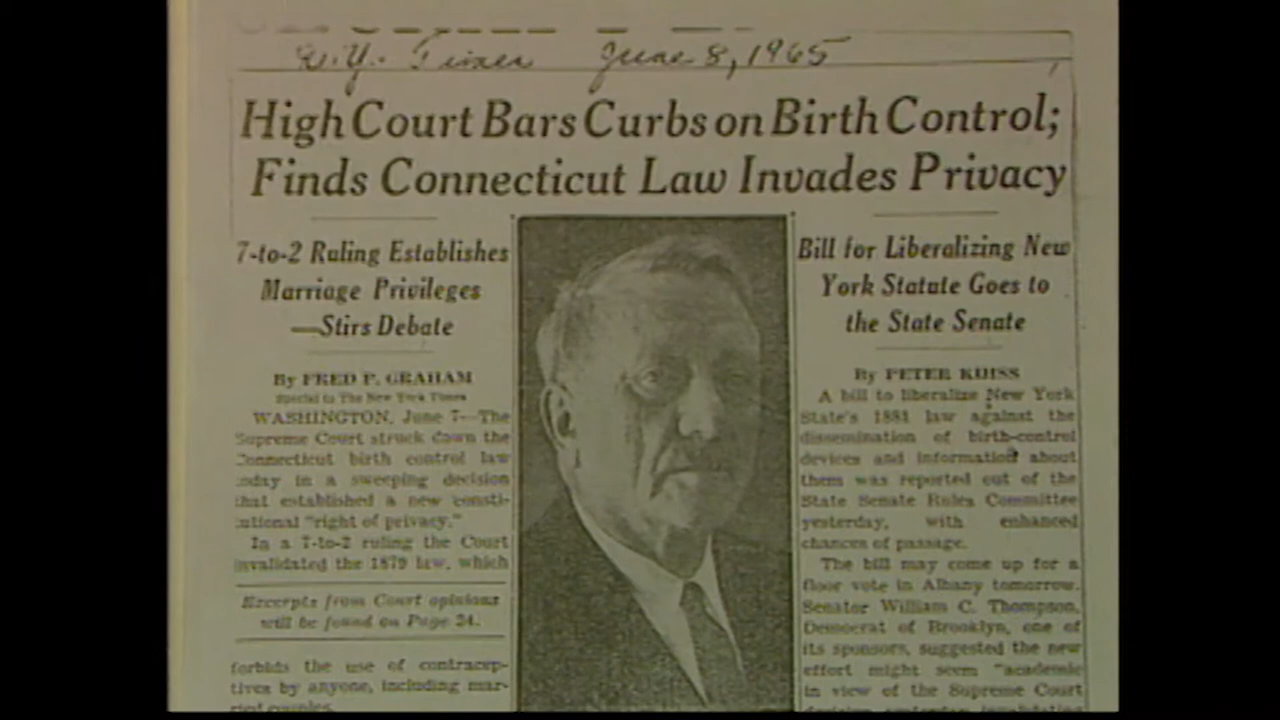 N.Y. Times June 8, 1965
High Court Bars Curbs on Birth Control;
Finds Connecticut Law Invades Privacy
7-to-2 Ruling Establishes
Marriage Privileges
—Stirs Debate
By FRED P. GRAHAM
Special to The New York Times
WASHINGTON, June 7—The
Supreme Court struck down the
Connecticut birth control law
today in a sweeping decision
that established a new consti-
tutional "right of privacy."
In a 7-to-2 ruling the Court
invalidated the 1879 law, which
Excerpts from Court opinions
will be found on Page 34.
forbids the use of contracep-
tives by anyone, including mar-
ried couples.
Bill for Liberalizing New
York Statute Goes to
the State Senate
By PETER KIHSS
A bill to liberalize New York
State's 1881 law against the
dissemination of birth-control
devices and information about
them was reported out of the
State Senate Rules Committee
yesterday, with enhanced
chances of passage.
The bill may come up for a
floor vote in Albany tomorrow.
Senator William C. Thompson,
Democrat of Brooklyn, one of
its sponsors, suggested the new
effort might seem "academic
in view of the Supreme Court
decision yesterday invalidating